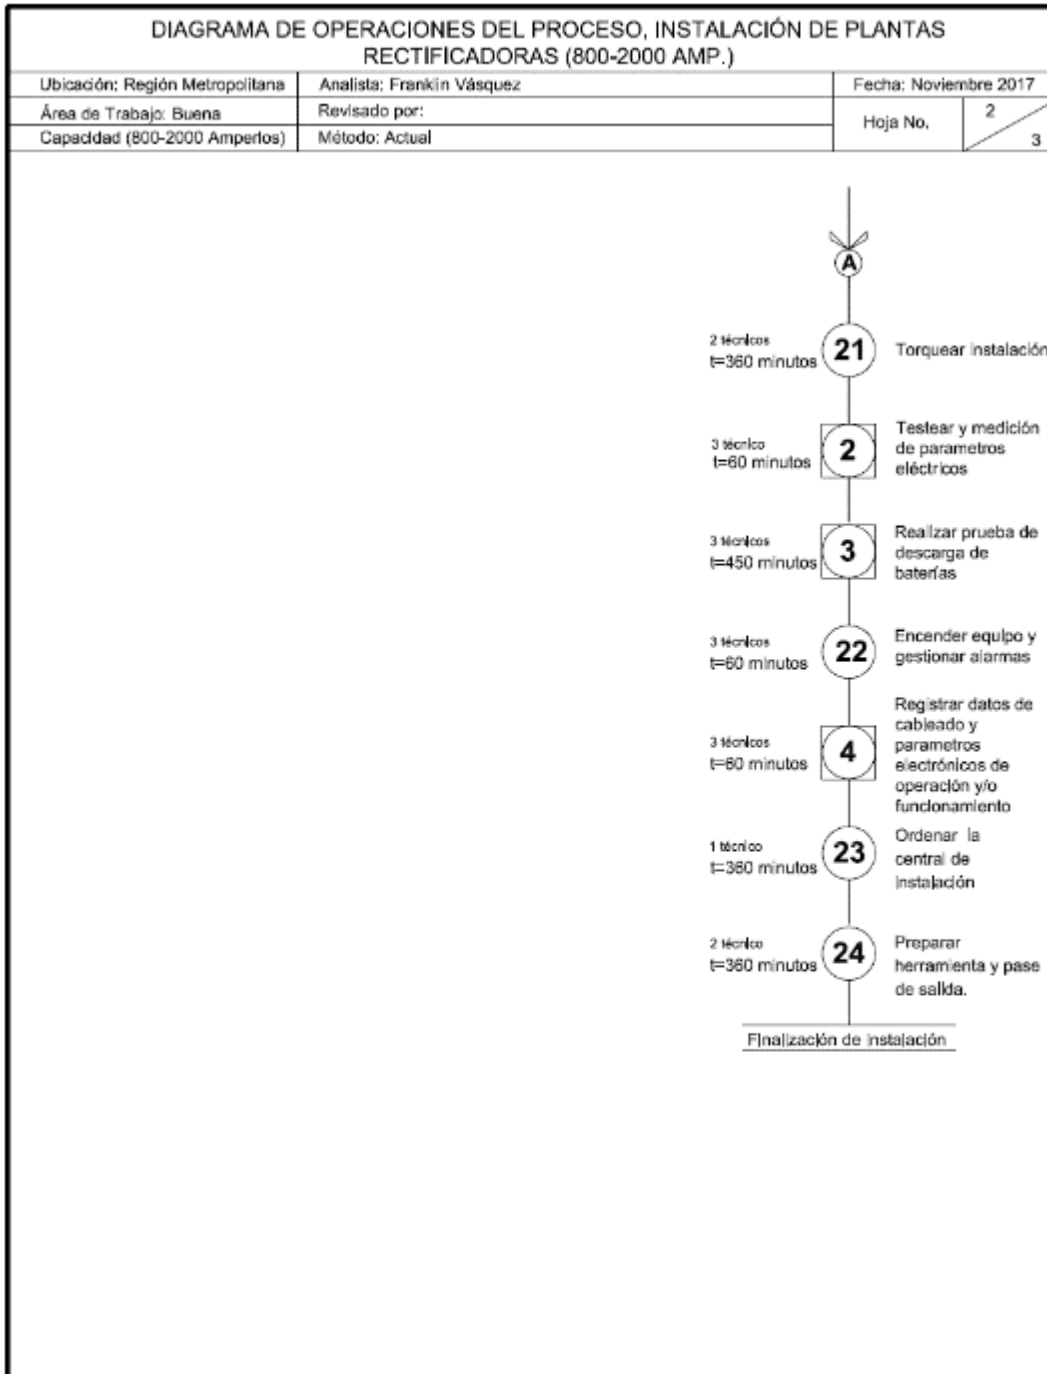 DIAGRAMA DE OPERACIONES DEL PROCESO, INSTALACIÓN DE PLANTAS
RECTIFICADORAS (800-2000 AMP.)
Ubicación: Región Metropolitana
Analista: Franklin Vásquez
Fecha: Noviembre 2017
Área de Trabajo: Buena
Revisado por:
Hoja No.
2
3
Capacidad (800-2000 Amperios)
Método: Actual
A
2 técnicos
t=360 minutos
21
Torquear instalación
3 técnico
t=60 minutos
2
Testear y medición
de parametros
eléctricos
3 técnicos
t=450 minutos
3
Realizar prueba de
descarga de
baterías
3 técnicos
t=60 minutos
22
Encender equipo y
gestionar alarmas
3 técnicos
t=60 minutos
4
Registrar datos de
cableado y
parametros
electrónicos de
operación y/o
funcionamiento
1 técnico
t=360 minutos
23
Ordenar la
central de
instalación
2 técnico
t=360 minutos
24
Preparar
herramienta y pase
de salida.
Finalización de instalación